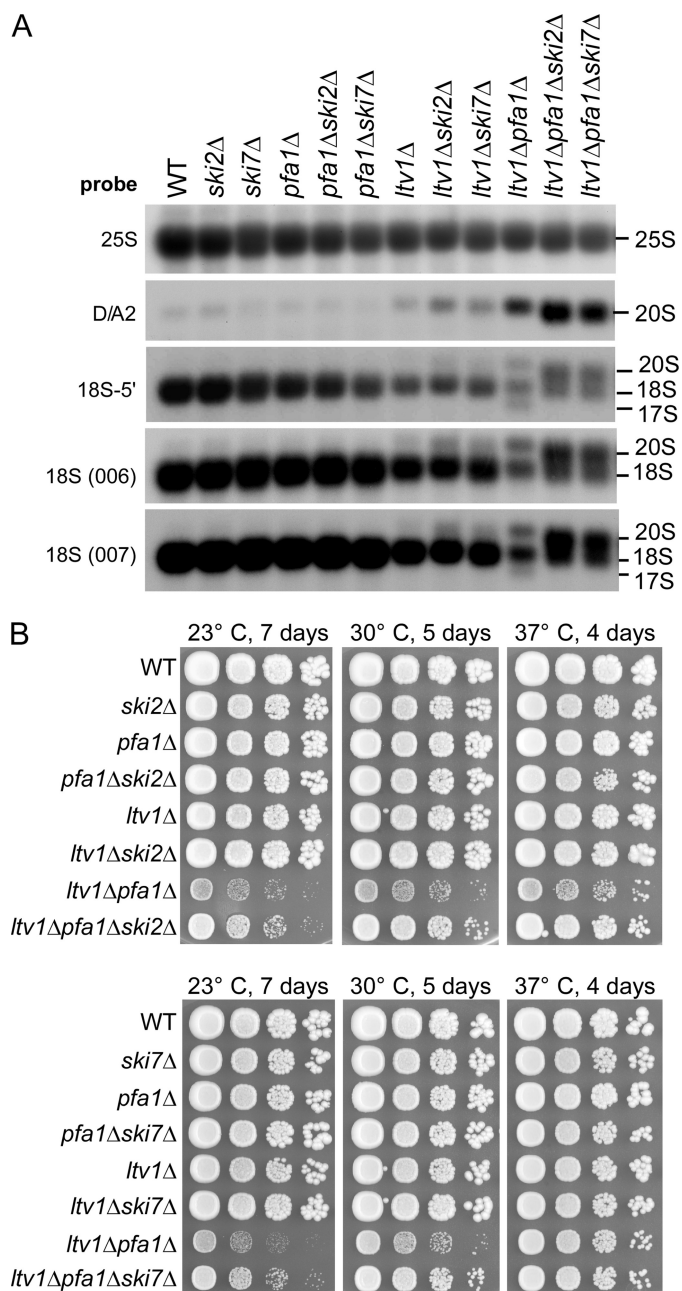 A
probe
WT
ski2Δ
ski7Δ
pfa1Δ
pfa1Δski2Δ
pfa1Δski7Δ
ltv1Δ
ltv1Δski2Δ
ltv1Δski7Δ
ltv1Δpfa1Δ
ltv1Δpfa1Δski2Δ
ltv1Δpfa1Δski7Δ
25S
25S
D/A2
20S
18S-5'
20S
18S
17S
18S (006)
20S
18S
18S (007)
20S
18S
17S
B
23° C, 7 days 30° C, 5 days 37° C, 4 days
WT
ski2Δ
pfa1Δ
pfa1Δski2Δ
ltv1Δ
ltv1Δski2Δ
ltv1Δpfa1Δ
ltv1Δpfa1Δski2Δ
23° C, 7 days 30° C, 5 days 37° C, 4 days
WT
ski7Δ
pfa1Δ
pfa1Δski7Δ
ltv1Δ
ltv1Δski7Δ
ltv1Δpfa1Δ
ltv1Δpfa1Δski7Δ